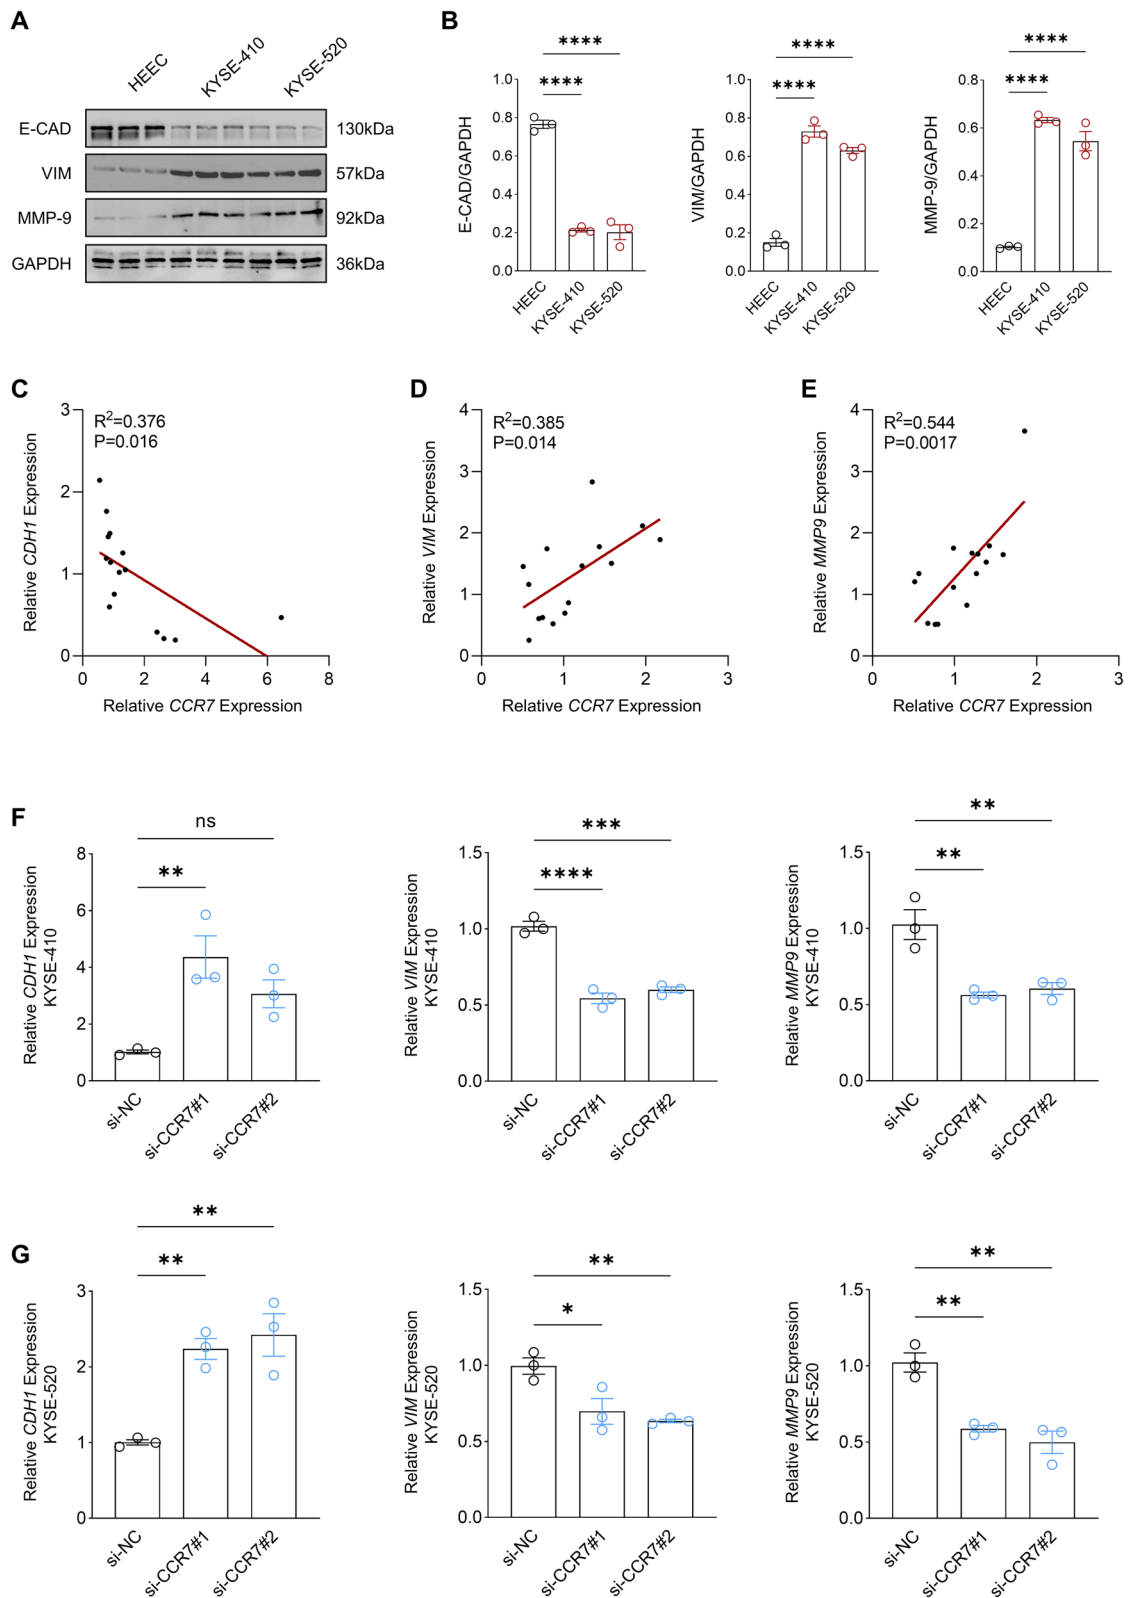 A
HEEC
KYSE-410
KYSE-520
E-CAD
130kDa
VIM
57kDa
MMP-9
92kDa
GAPDH
36kDa
B
****
****
E-CAD/GAPDH
1.0
0.8
0.6
0.4
0.2
0.0
HEEC
KYSE-410
KYSE-520
****
****
VIM/GAPDH
1.0
0.8
0.6
0.4
0.2
0.0
HEEC
KYSE-410
KYSE-520
****
****
MMP-9/GAPDH
0.8
0.6
0.4
0.2
0.0
HEEC
KYSE-410
KYSE-520
C
R²=0.376
P=0.016
Relative CDH1 Expression
3
2
1
0
0 2 4 6 8
Relative CCR7 Expression
D
R²=0.385
P=0.014
Relative VIM Expression
4
3
2
1
0
0 1 2 3
Relative CCR7 Expression
E
R²=0.544
P=0.0017
Relative MMP9 Expression
4
3
2
1
0
0 1 2 3
Relative CCR7 Expression
F
ns
**
Relative CDH1 Expression
KYSE-410
8
6
4
2
0
si-NC
si-CCR7#1
si-CCR7#2
***
****
Relative VIM Expression
KYSE-410
1.5
1.0
0.5
0.0
si-NC
si-CCR7#1
si-CCR7#2
**
**
Relative MMP9 Expression
KYSE-410
1.5
1.0
0.5
0.0
si-NC
si-CCR7#1
si-CCR7#2
G
**
**
Relative CDH1 Expression
KYSE-520
3
2
1
0
si-NC
si-CCR7#1
si-CCR7#2
**
*
Relative VIM Expression
KYSE-520
1.5
1.0
0.5
0.0
si-NC
si-CCR7#1
si-CCR7#2
**
**
Relative MMP9 Expression
KYSE-520
1.5
1.0
0.5
0.0
si-NC
si-CCR7#1
si-CCR7#2